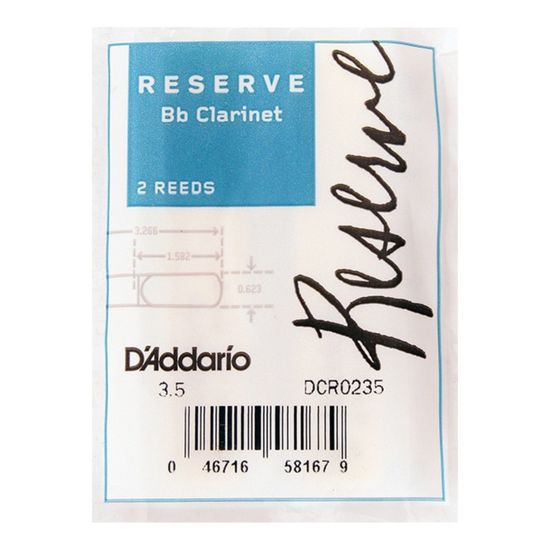 RESERVE
Bb Clarinet
2 REEDS
Reserve
3.266
1.582
0.623
D'Addario
3.5 DCR0235
0 46716 58167 9